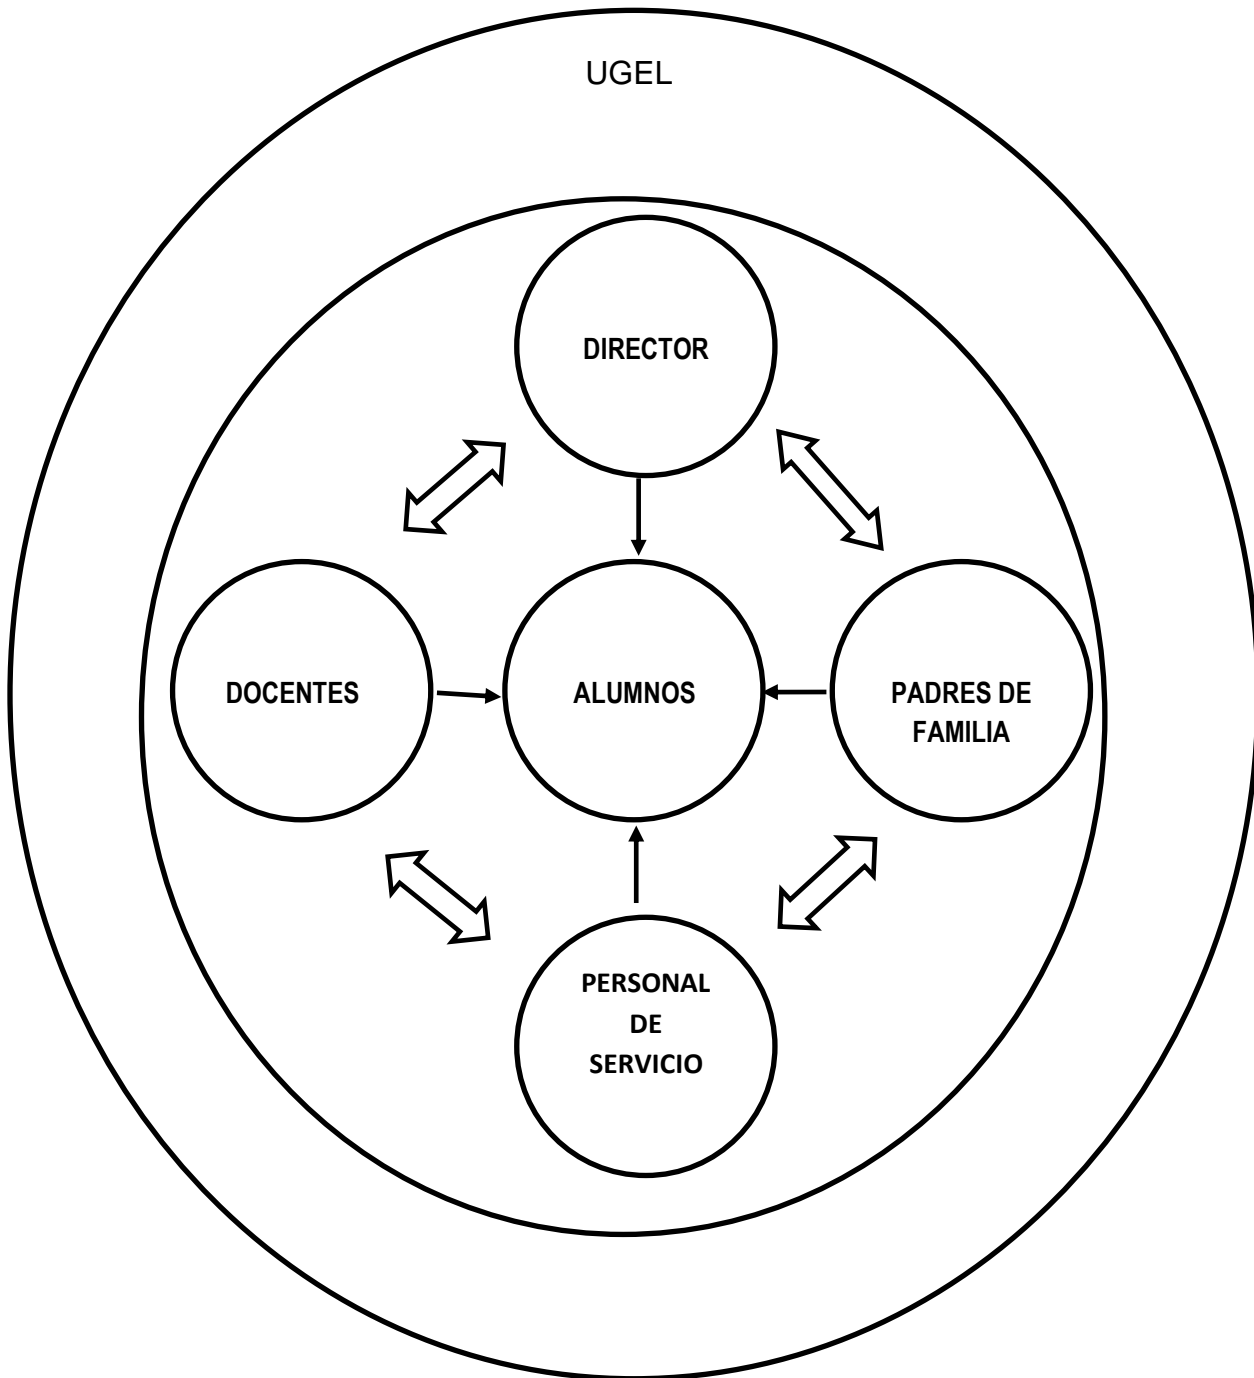 UGEL
DIRECTOR
DOCENTES
ALUMNOS
PADRES DE
FAMILIA
PERSONAL
DE
SERVICIO